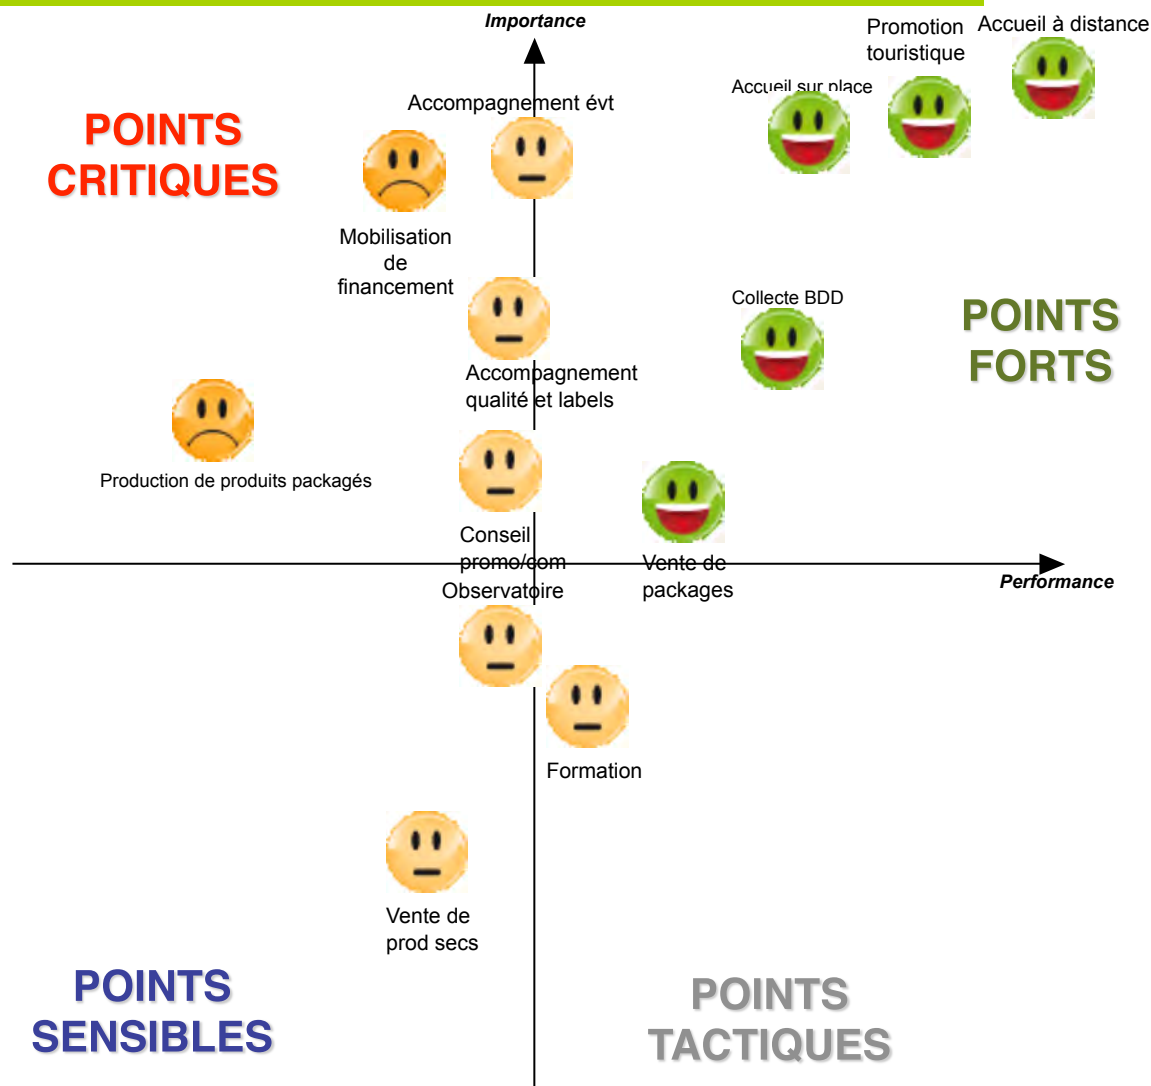 Importance
Promotion
touristique
Accueil à distance
Accueil sur place
Accompagnement évt
POINTS
CRITIQUES
Mobilisation
de
financement
Collecte BDD
POINTS
FORTS
Accompagnement
qualité et labels
Production de produits packagés
Conseil
promo/com
Vente de
packages
Performance
Observatoire
Formation
Vente de
prod secs
POINTS
SENSIBLES
POINTS
TACTIQUES